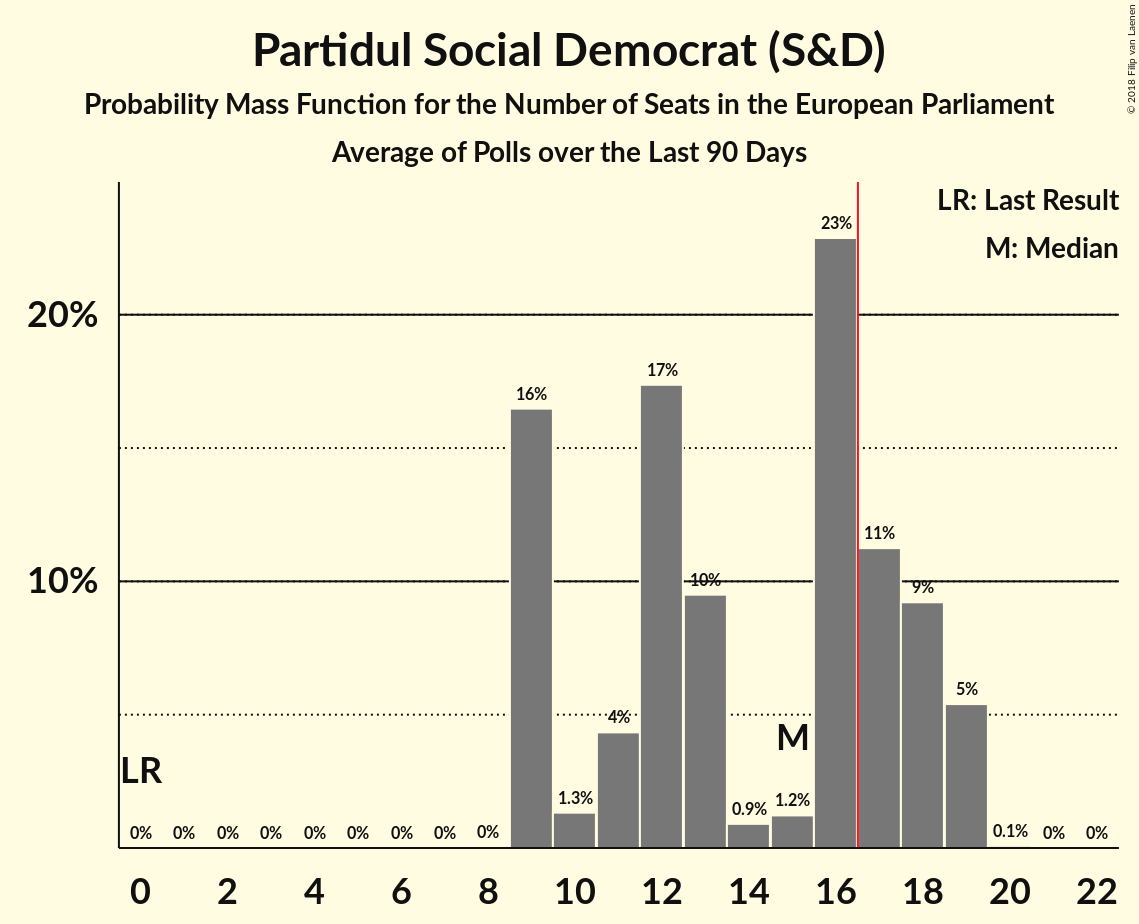 Partidul Social Democrat (S&D)
Probability Mass Function for the Number of Seats in the European Parliament
Average of Polls over the Last 90 Days
© 2018 Filip van Laenen
LR: Last Result
M: Median
20%
10%
LR
M
0% 0% 0% 0% 0% 0% 0% 0% 0% 16% 1.3% 4% 17% 10% 0.9% 1.2% 23% 11% 9% 5% 0.1% 0% 0%
0 2 4 6 8 10 12 14 16 18 20 22